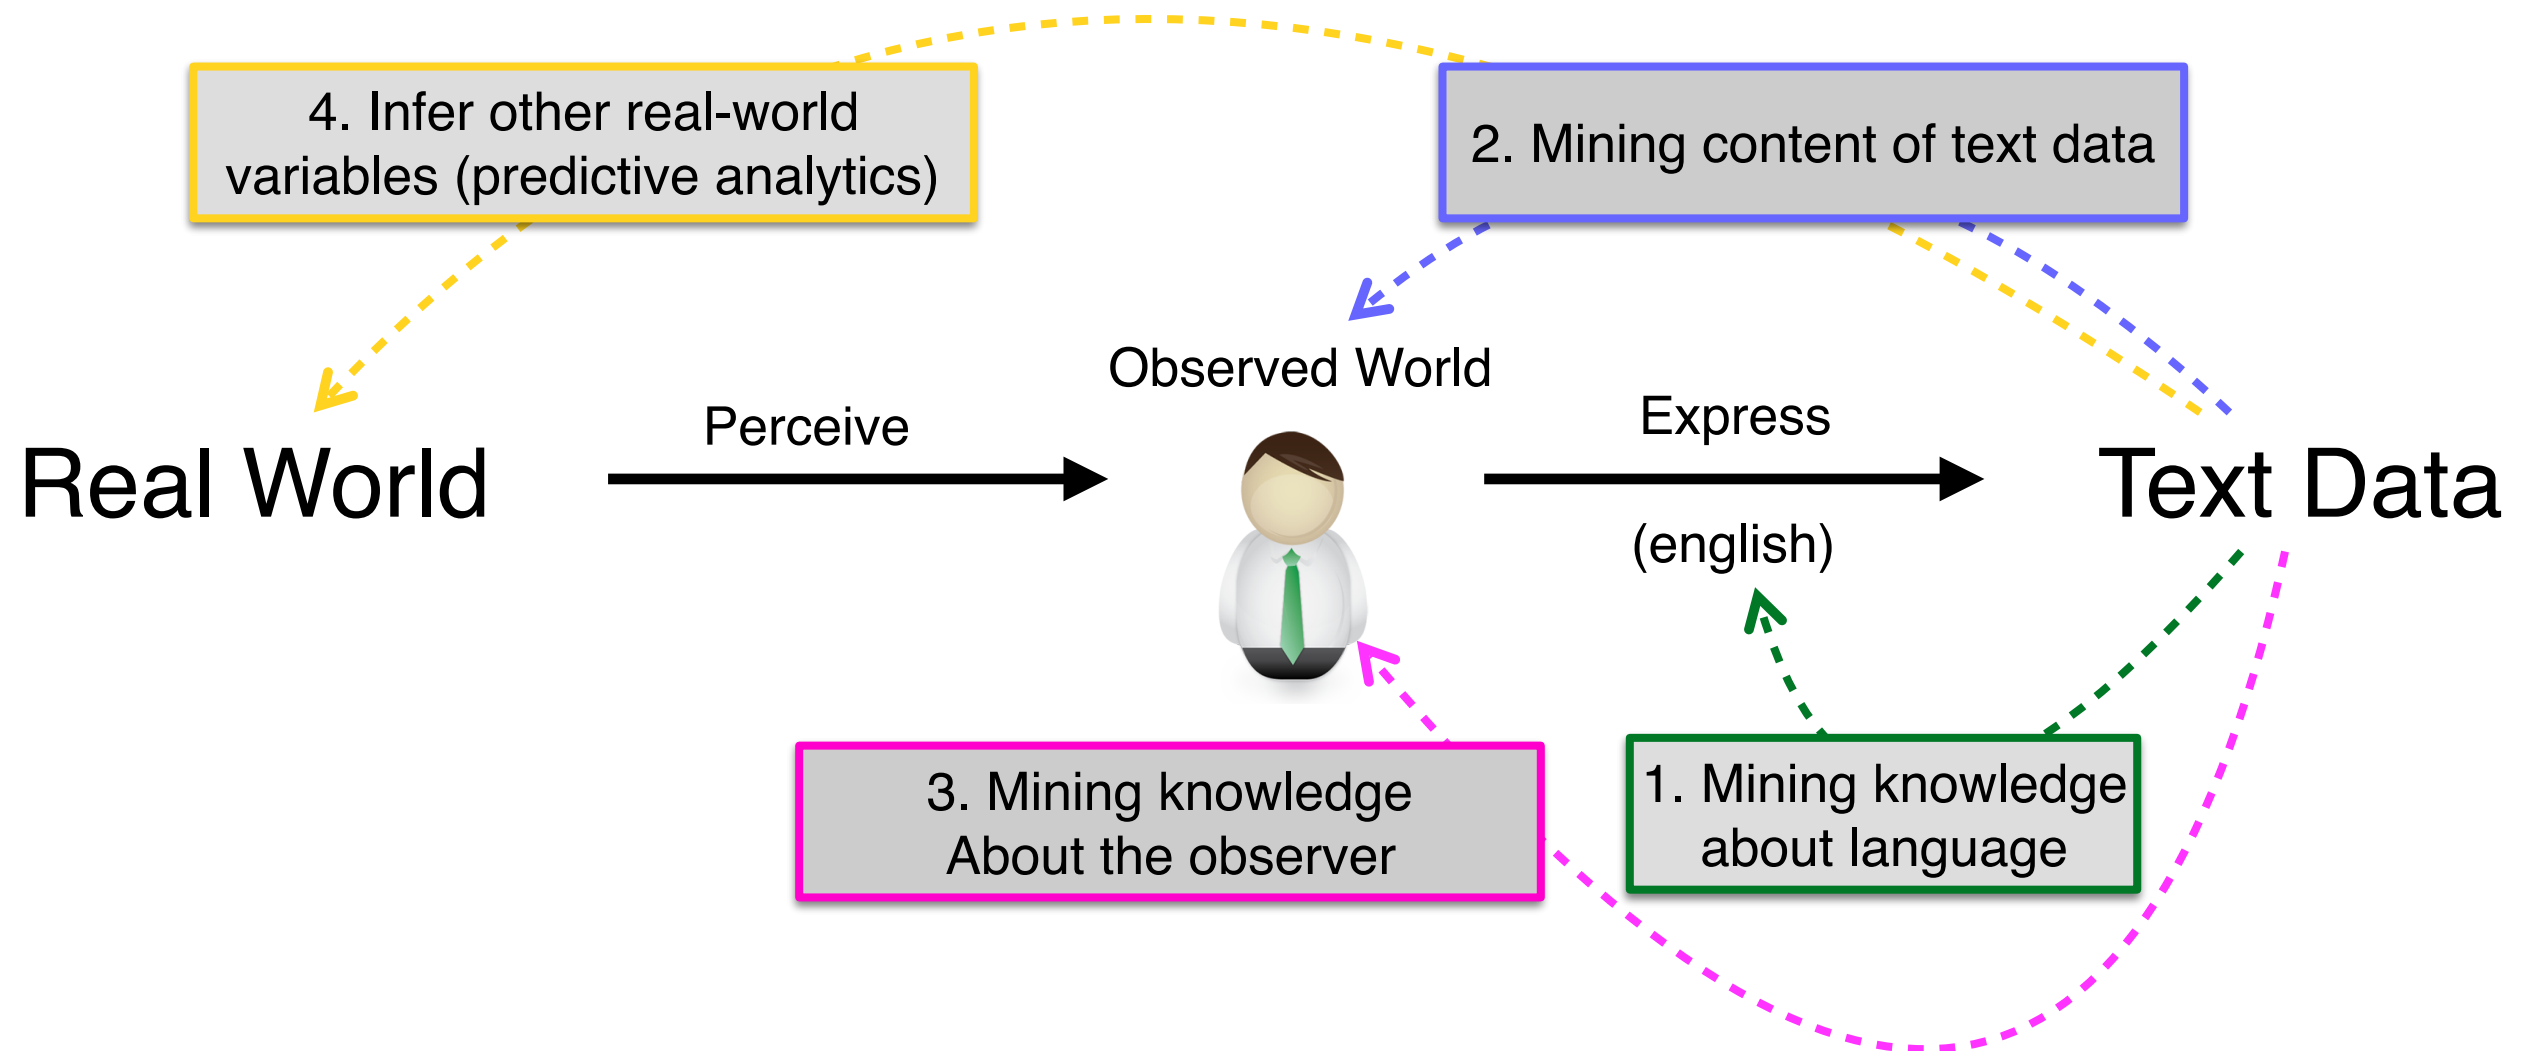 4. Infer other real-world
variables (predictive analytics)
2. Mining content of text data
Observed World
Perceive
Express
Real World
Text Data
(english)
3. Mining knowledge
About the observer
1. Mining knowledge
about language